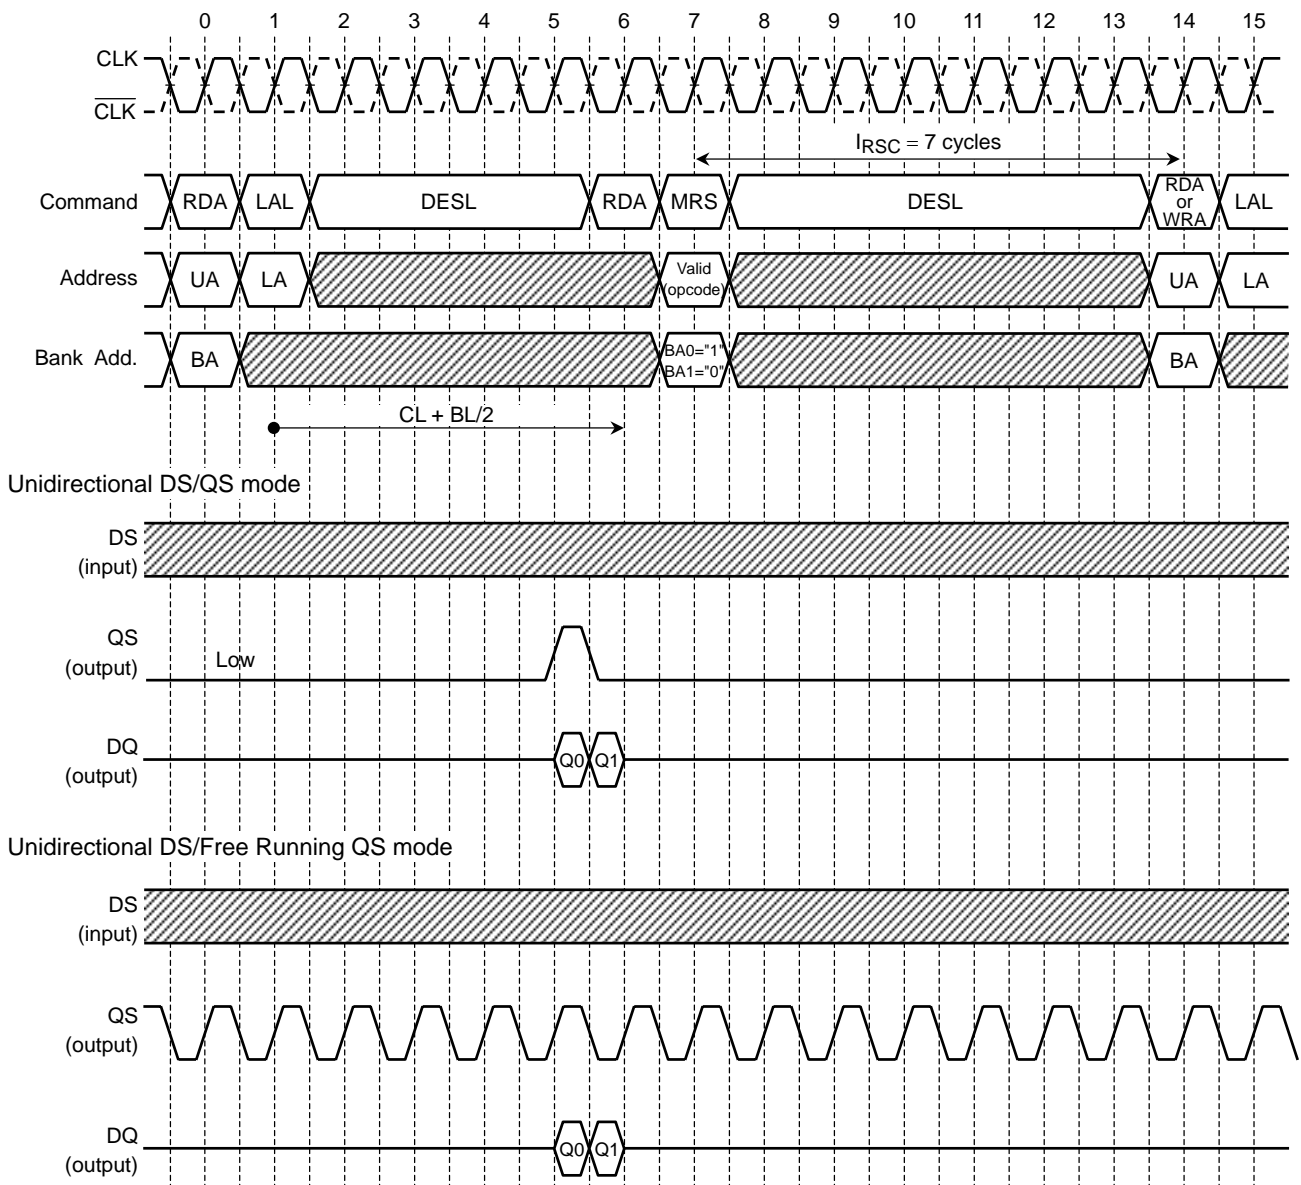 0 1 2 3 4 5 6 7 8 9 10 11 12 13 14 15
CLK
CLK
IRSC = 7 cycles
Command RDA LAL DESL RDA MRS DESL RDA or WRA LAL
Address UA LA Valid (opcode) UA LA
Bank Add. BA BA0="1" BA1="0" BA
CL + BL/2
Unidirectional DS/QS mode
DS
(input)
QS
(output)
Low
DQ
(output)
Q0 Q1
Unidirectional DS/Free Running QS mode
DS
(input)
QS
(output)
DQ
(output)
Q0 Q1